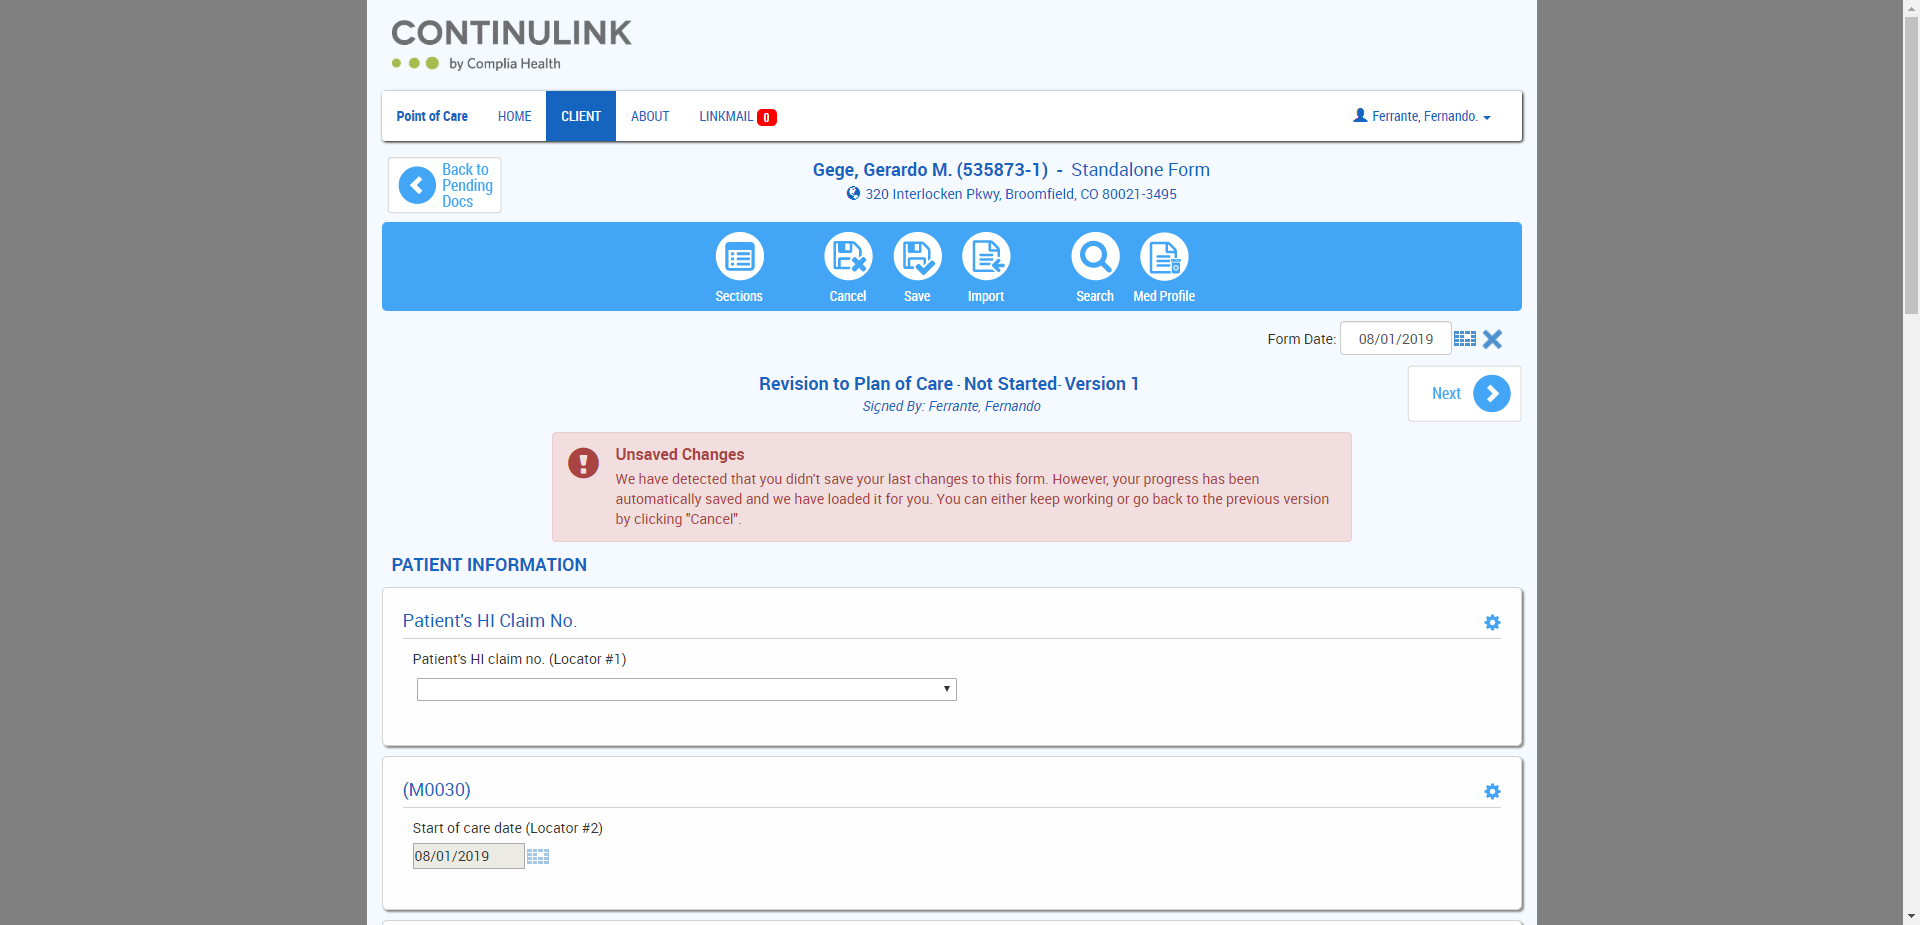 CONTINULINK
by Complia Health
Point of Care HOME CLIENT ABOUT LINKMAIL 0 Ferrante, Fernando.
Back to
Pending
Docs
Gege, Gerardo M. (535873-1) - Standalone Form
320 Interlocken Pkwy, Broomfield, CO 80021-3495
Sections Cancel Save Import Search Med Profile
Form Date: 08/01/2019
Revision to Plan of Care - Not Started- Version 1
Signed By: Ferrante, Fernando
Next
Unsaved Changes
We have detected that you didn't save your last changes to this form. However, your progress has been
automatically saved and we have loaded it for you. You can either keep working or go back to the previous version
by clicking "Cancel".
PATIENT INFORMATION
Patient's HI Claim No.
Patient's HI claim no. (Locator #1)
(M0030)
Start of care date (Locator #2)
08/01/2019